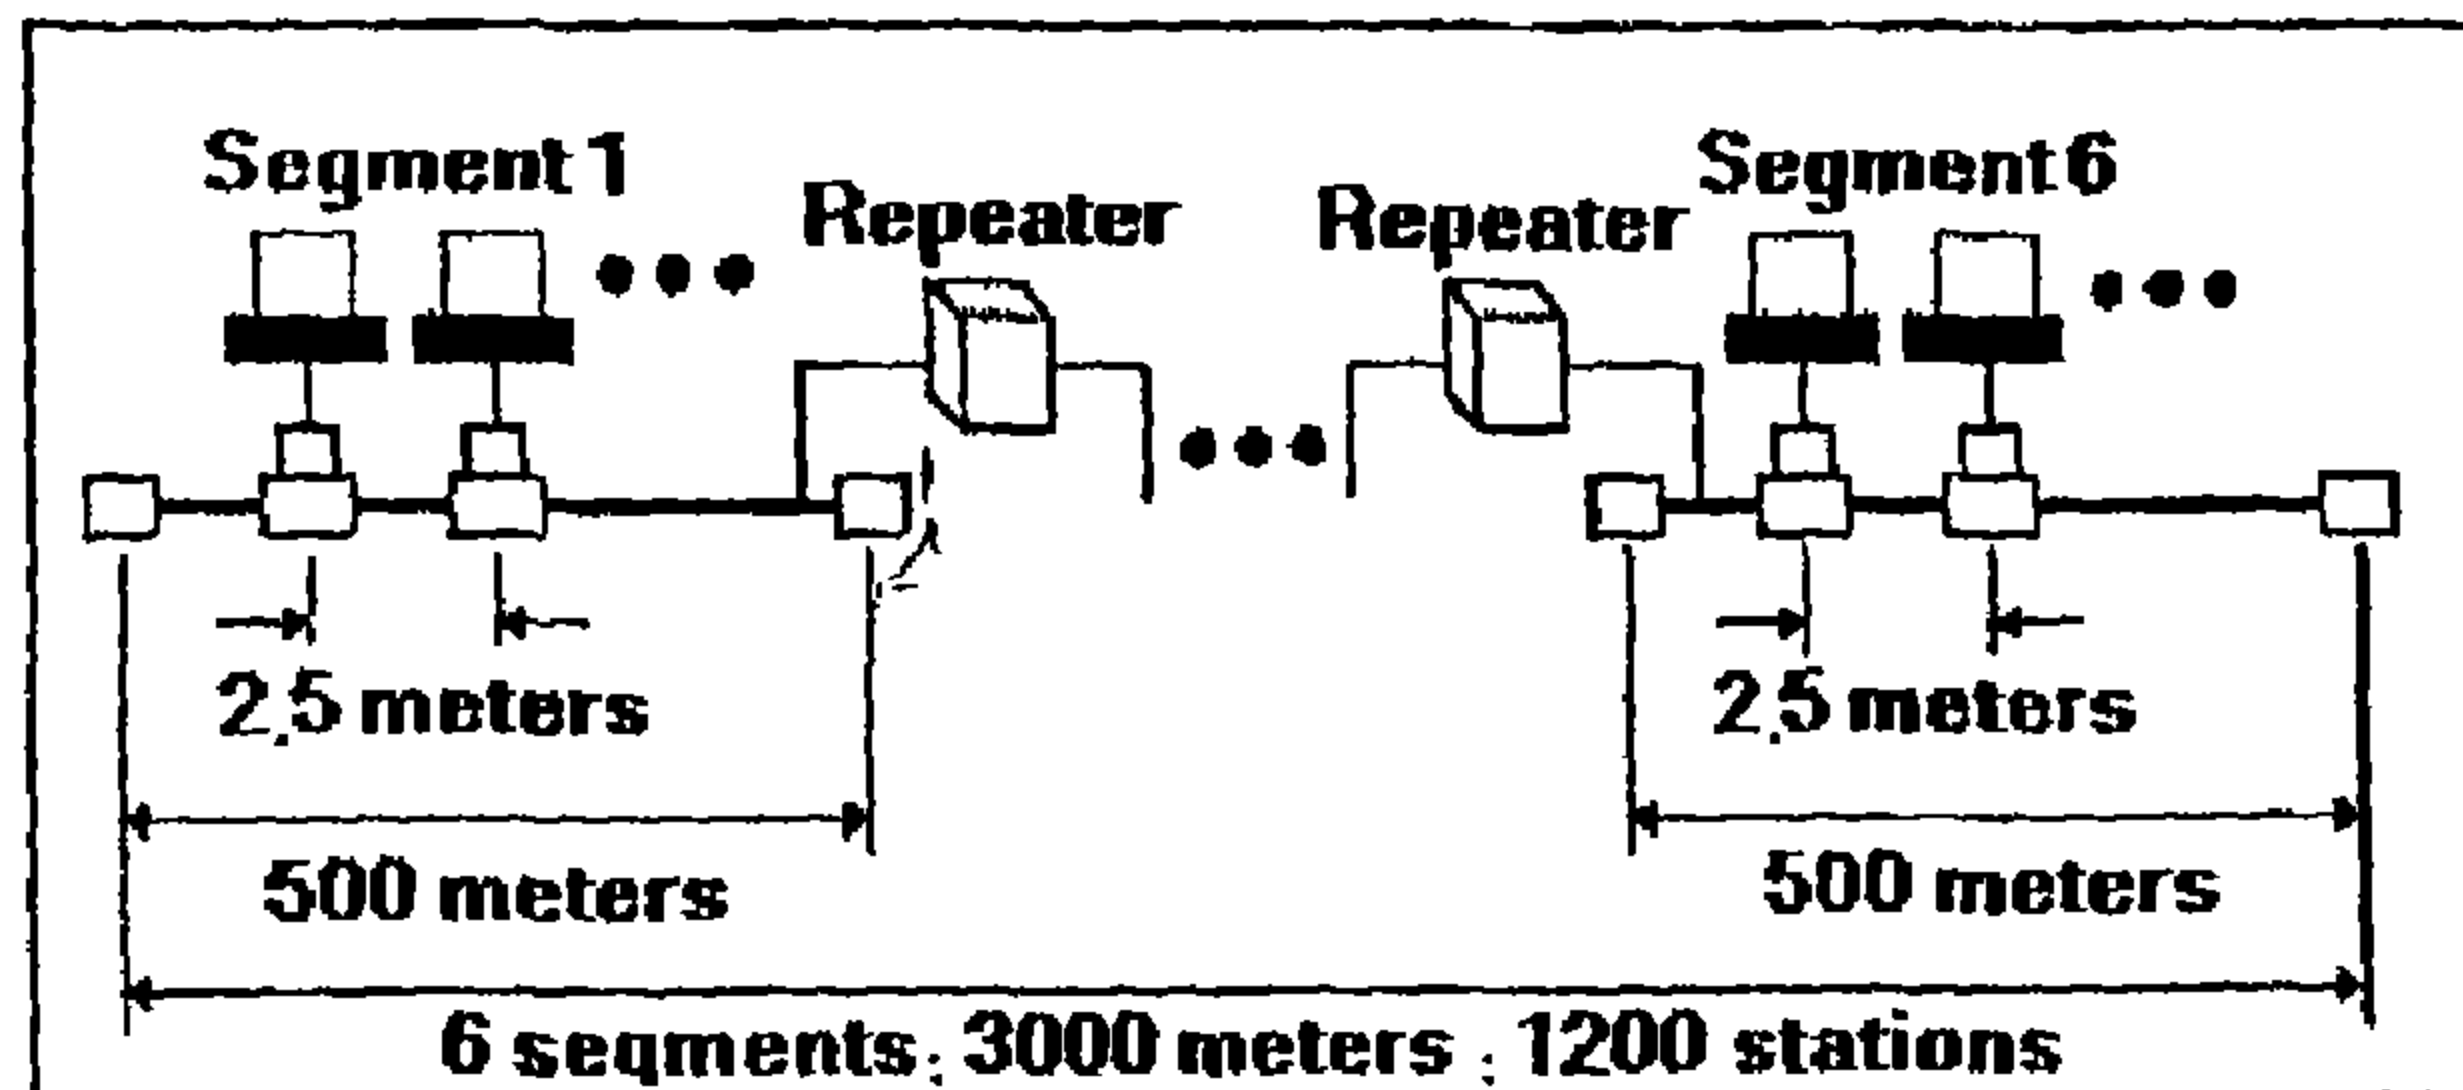 Segment 1
Segment 6
Repeater
Repeater
2.5 meters
2.5 meters
500 meters
500 meters
6 segments; 3000 meters ; 1200 stations